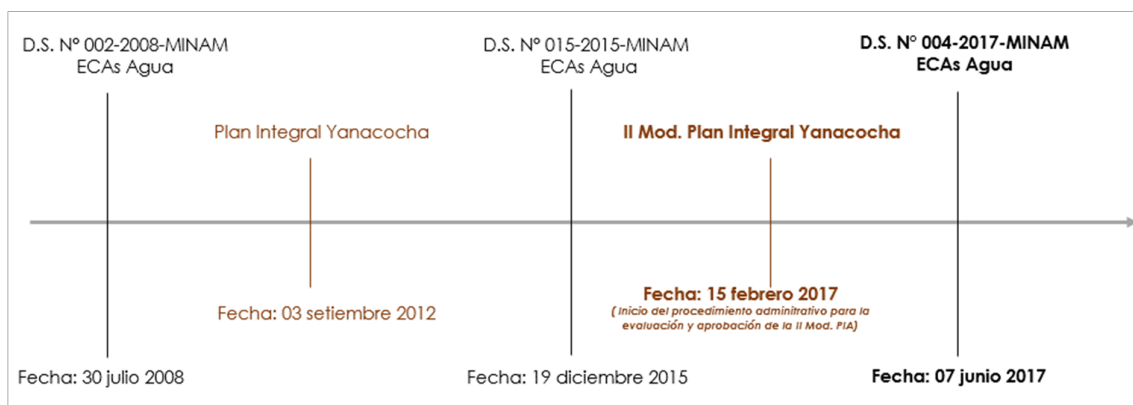 D.S. Nº 002-2008-MINAM
ECAs Agua
D.S. Nº 015-2015-MINAM
ECAs Agua
D.S. N° 004-2017-MINAM
ECAs Agua
Plan Integral Yanacocha
II Mod. Plan Integral Yanacocha
Fecha: 03 setiembre 2012
Fecha: 15 febrero 2017
( Inicio del procedimiento adminitrativo para la
evaluación y aprobación de la II Mod. PIA)
Fecha: 30 julio 2008
Fecha: 19 diciembre 2015
Fecha: 07 junio 2017